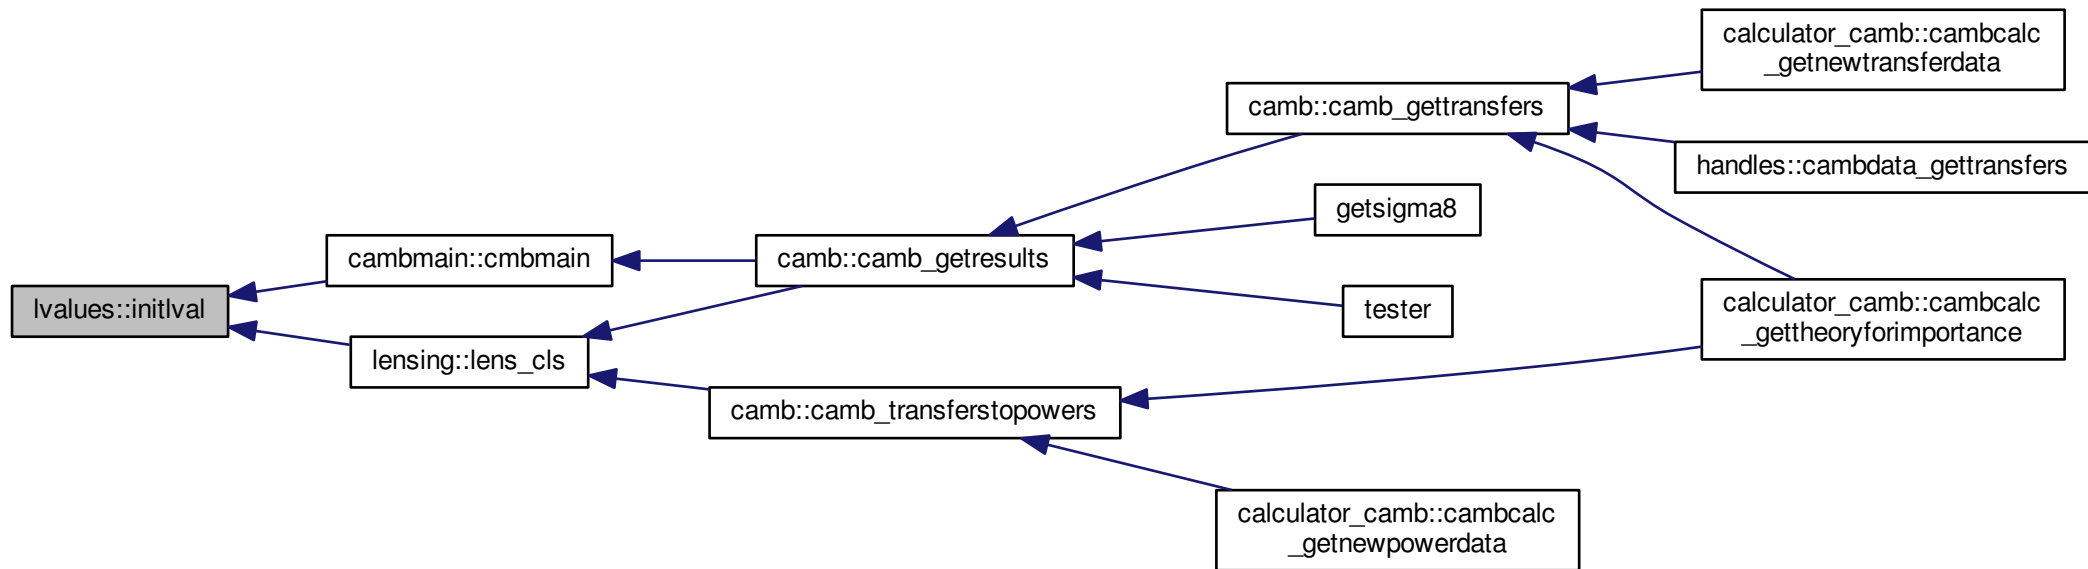 calculator_camb::cambcalc
_getnewtransferdata
camb::camb_gettransfers
handles::cambdata_gettransfers
getsigma8
cambmain::cmbmain
camb::camb_getresults
lvalues::initlval
tester
calculator_camb::cambcalc
_gettheoryforimportance
lensing::lens_cls
camb::camb_transferstopowers
calculator_camb::cambcalc
_getnewpowerdata